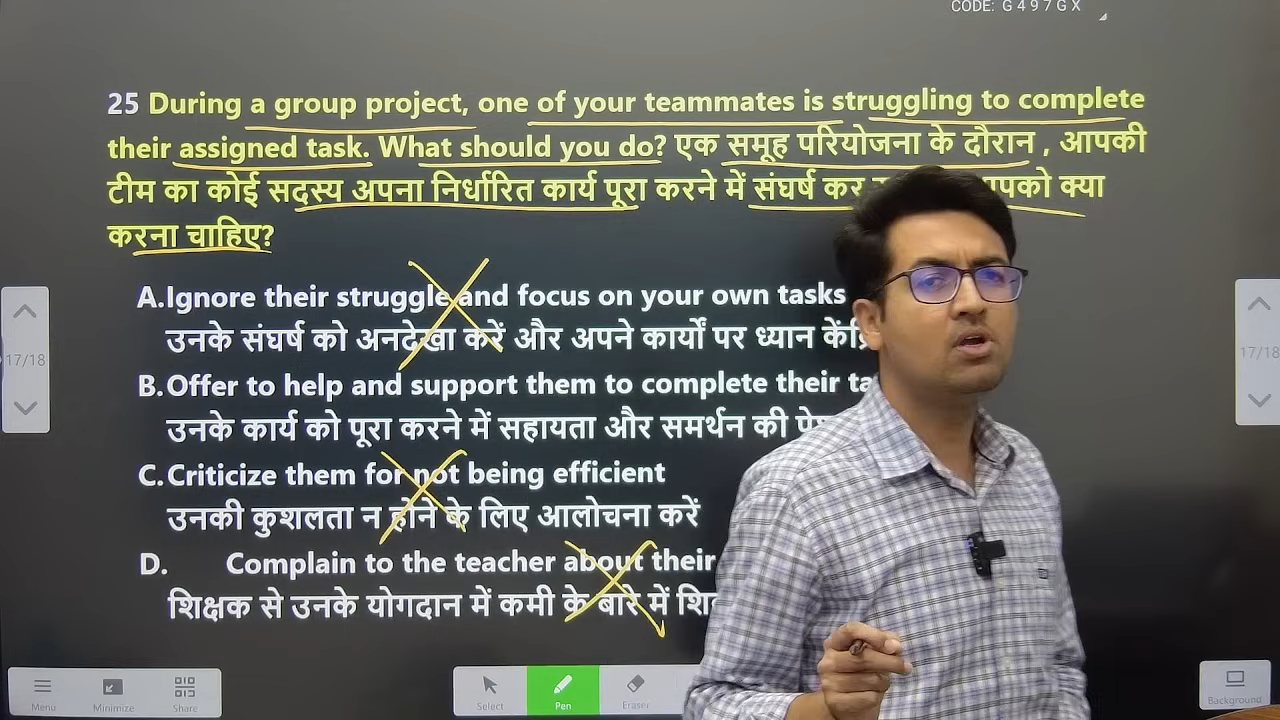 CODE: G497GX
25 During a group project, one of your teammates is struggling to complete
their assigned task. What should you do? एक समूह परियोजना के दौरान , आपकी
टीम का कोई सदस्य अपना निर्धारित कार्य पूरा करने में संघर्ष कर क्या
करना चाहिए?
A.Ignore their struggle and focus on your own tasks
उनके संघर्ष को अनदेखा करें और अपने कार्यों पर ध्यान
B.Offer to help and support them to complete their
उनके कार्य को पूरा करने में सहायता और समर्थन की
C.Criticize them for not being efficient
उनकी कुशलता न होने के लिए आलोचना करें
D. Complain to the teacher about their
शिक्षक से उनके योगदान में कमी के बारे में
17/18
17/18
Menu Minimize Share Select Pen Eraser Background